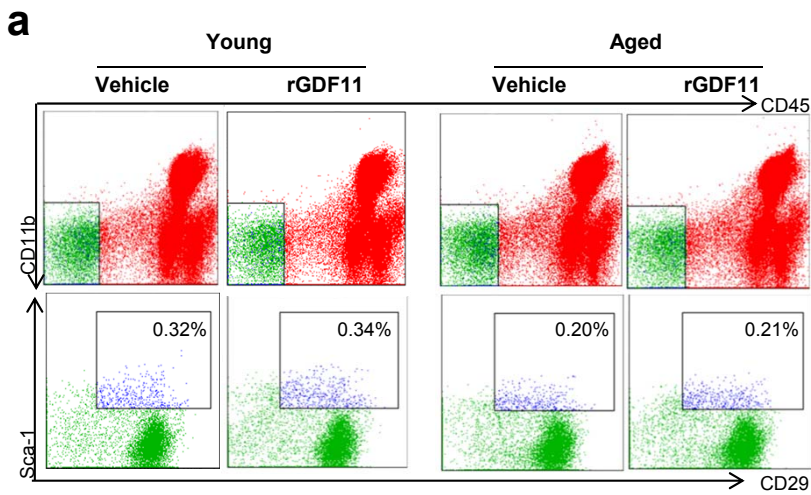 a
Young Aged
Vehicle rGDF11 Vehicle rGDF11
CD45
CD11b
0.32% 0.34% 0.20% 0.21%
Sca-1
CD29